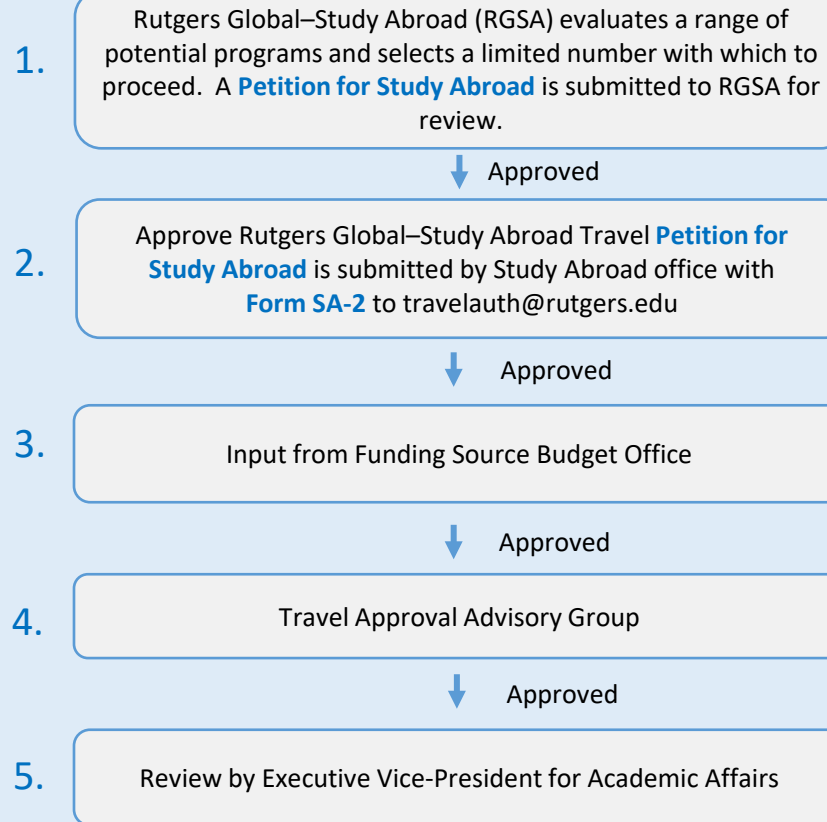 1.
Rutgers Global–Study Abroad (RGSA) evaluates a range of
potential programs and selects a limited number with which to
proceed.  A Petition for Study Abroad is submitted to RGSA for
review.
Approved
2.
Approve Rutgers Global–Study Abroad Travel Petition for
Study Abroad is submitted by Study Abroad office with
Form SA-2 to travelauth@rutgers.edu
Approved
3.
Input from Funding Source Budget Office
Approved
4.
Travel Approval Advisory Group
Approved
5.
Review by Executive Vice-President for Academic Affairs